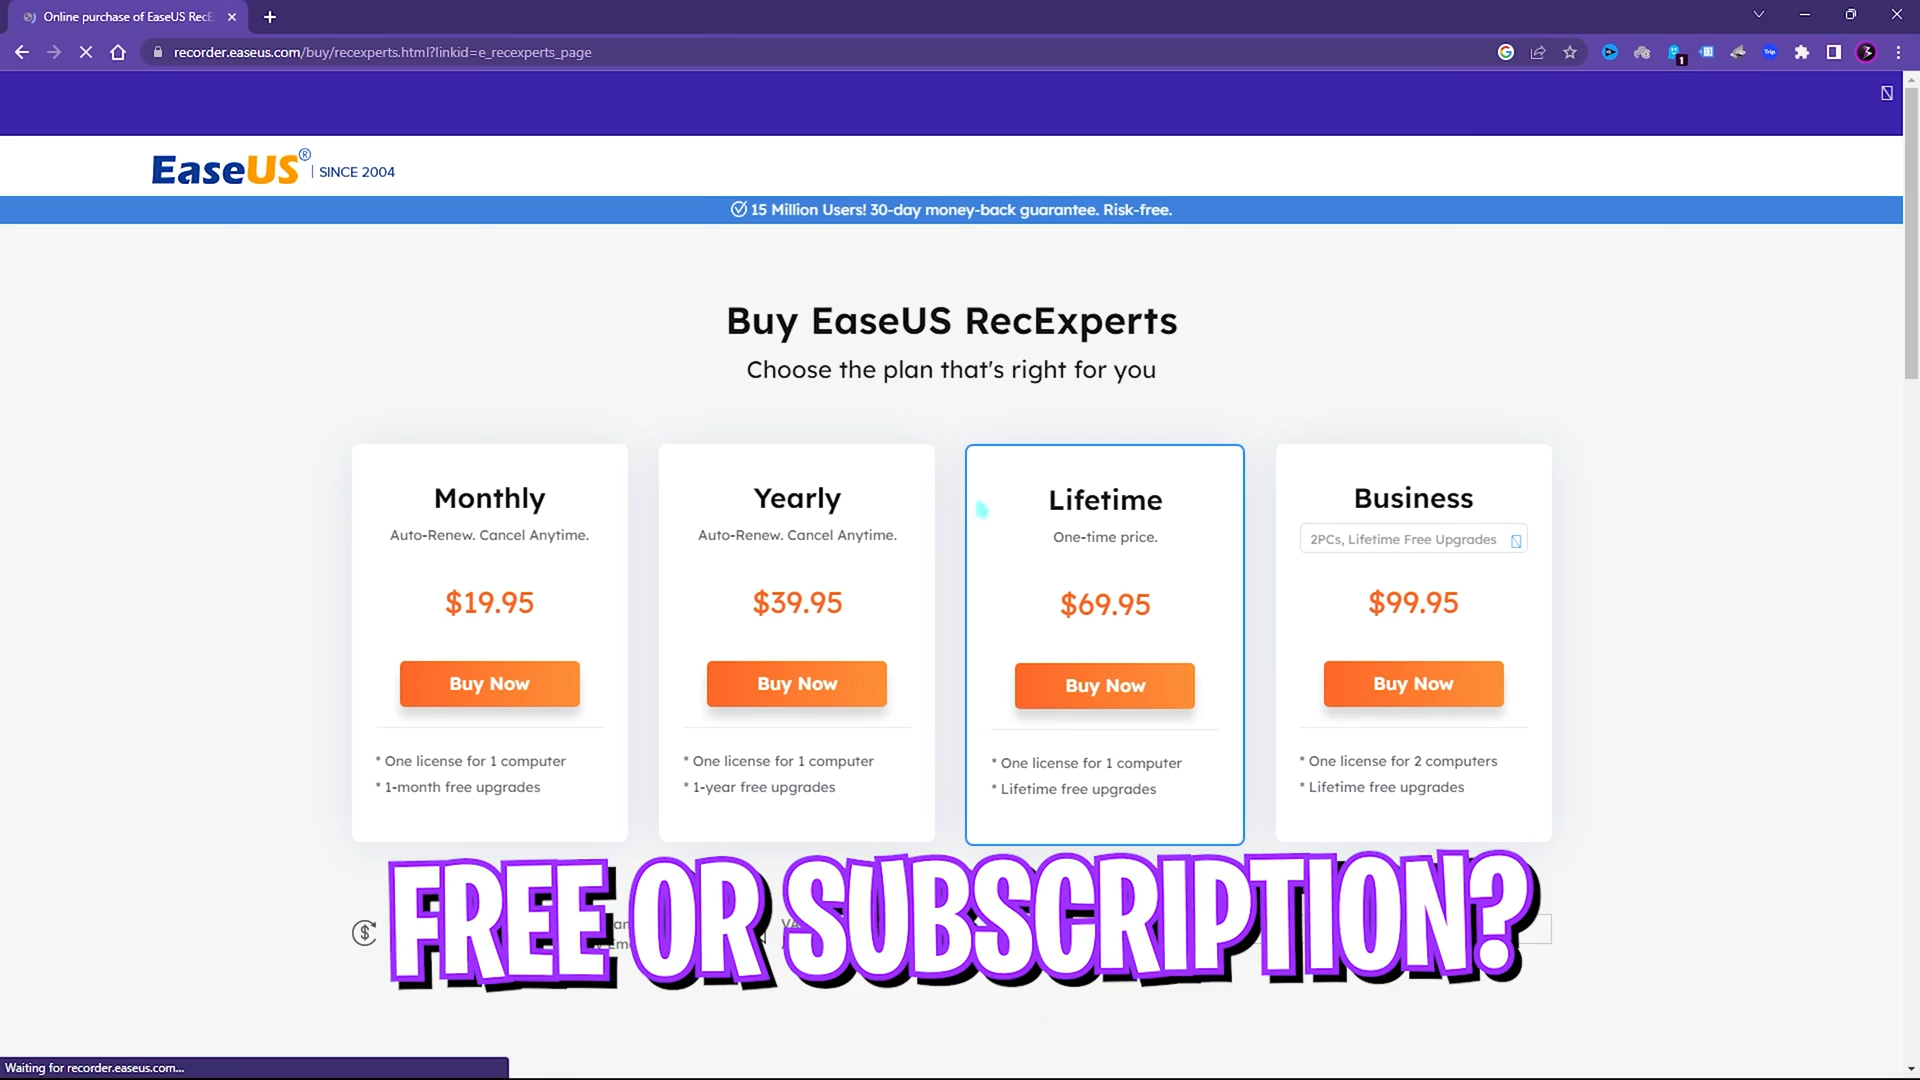 Online purchase of EaseUS RecE
recorder.easeus.com/buy/recexperts.html?linkid=e_recexperts_page
1
EaseUS® | SINCE 2004
15 Million Users! 30-day money-back guarantee. Risk-free.
Buy EaseUS RecExperts
Choose the plan that's right for you
Monthly
Auto-Renew. Cancel Anytime.
$19.95
Buy Now
* One license for 1 computer
* 1-month free upgrades
Yearly
Auto-Renew. Cancel Anytime.
$39.95
Buy Now
* One license for 1 computer
* 1-year free upgrades
Lifetime
One-time price.
$69.95
Buy Now
* One license for 1 computer
* Lifetime free upgrades
Business
2PCs, Lifetime Free Upgrades
$99.95
Buy Now
* One license for 2 computers
* Lifetime free upgrades
FREE OR SUBSCRIPTION?
Waiting for recorder.easeus.com...